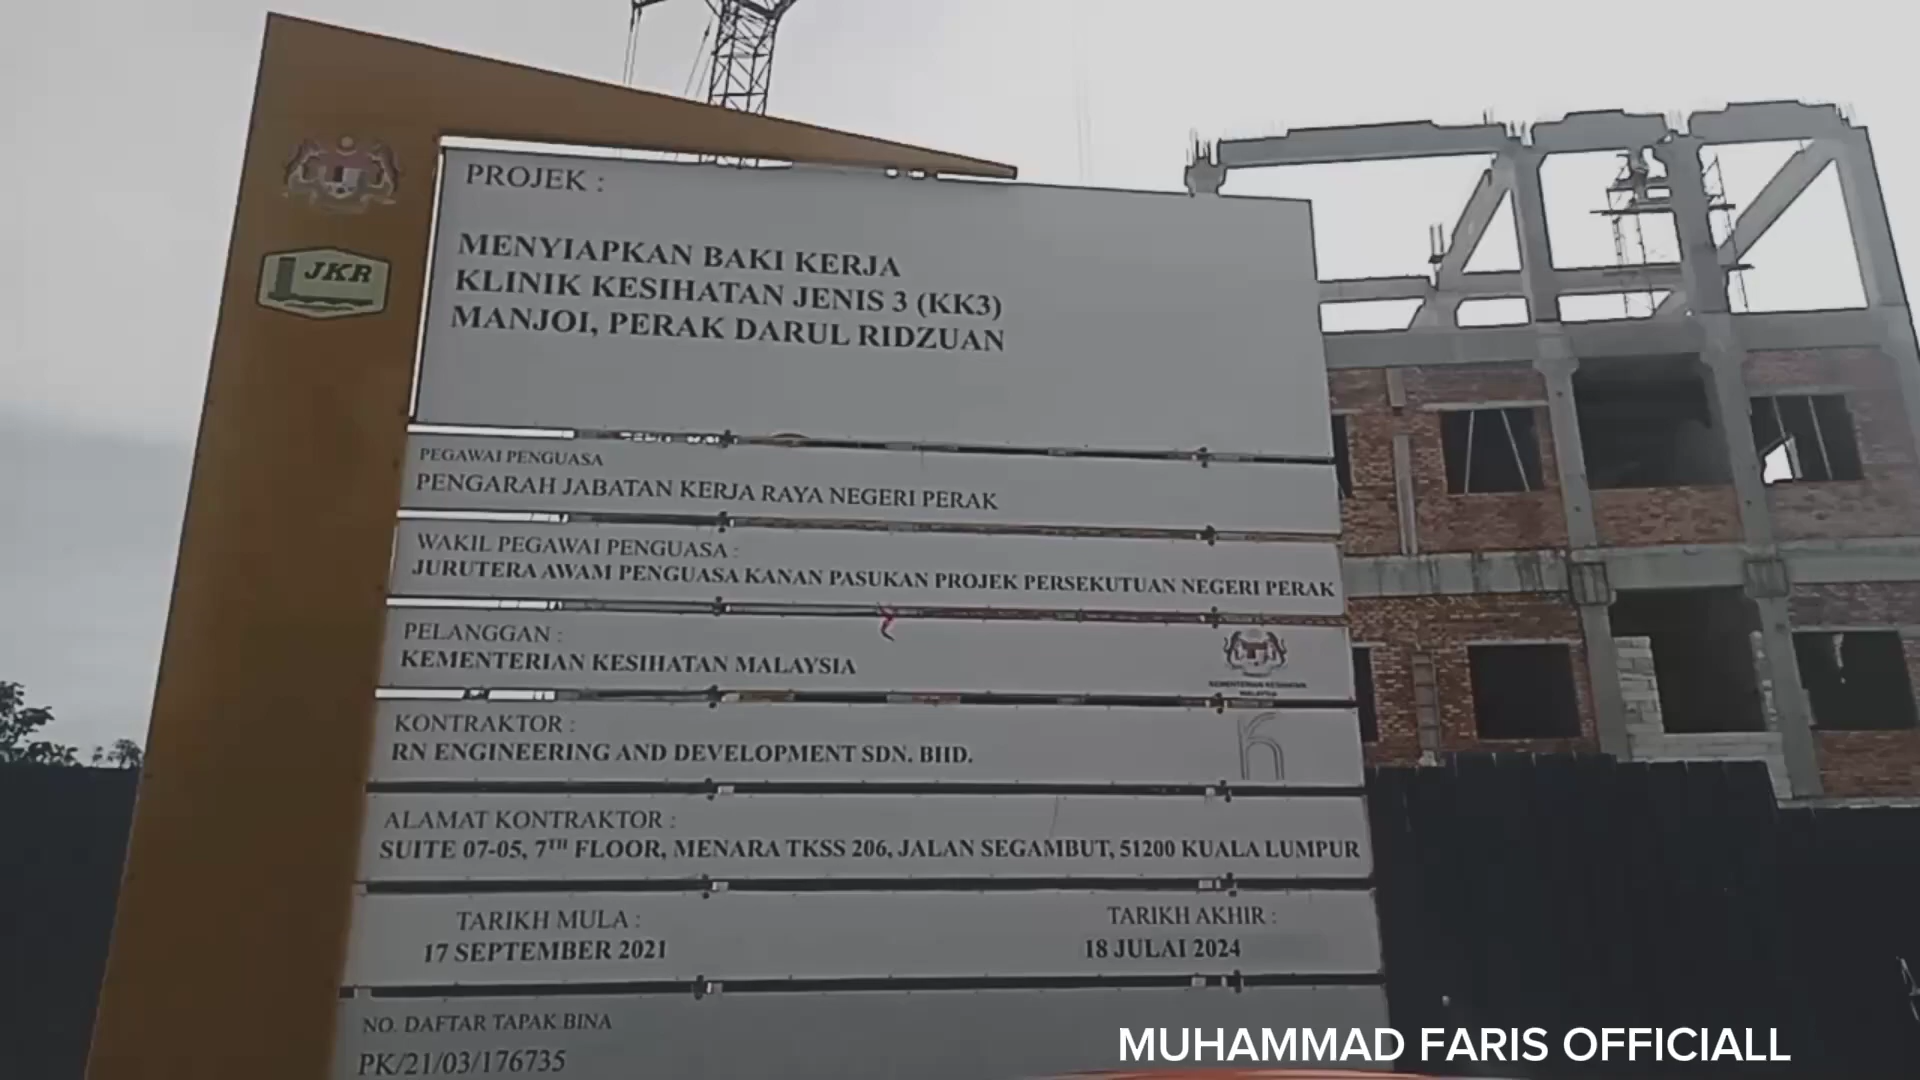 JKR
PROJEK :
MENYIAPKAN BAKI KERJA
KLINIK KESIHATAN JENIS 3 (KK3)
MANJOI, PERAK DARUL RIDZUAN
PEGAWAI PENGUASA
PENGARAH JABATAN KERJA RAYA NEGERI PERAK
WAKIL PEGAWAI PENGUASA :
JURUTERA AWAM PENGUASA KANAN PASUKAN PROJEK PERSEKUTUAN NEGERI PERAK
PELANGGAN :
KEMENTERIAN KESIHATAN MALAYSIA
KEMENTERIAN KESIHATAN
MALAYSIA
KONTRAKTOR :
RN ENGINEERING AND DEVELOPMENT SDN. BHD.
ALAMAT KONTRAKTOR :
SUITE 07-05, 7TH FLOOR, MENARA TKSS 206, JALAN SEGAMBUT, 51200 KUALA LUMPUR
TARIKH MULA :
17 SEPTEMBER 2021
TARIKH AKHIR :
18 JULAI 2024
NO. DAFTAR TAPAK BINA
PK/21/03/176735
MUHAMMAD FARIS OFFICIALL